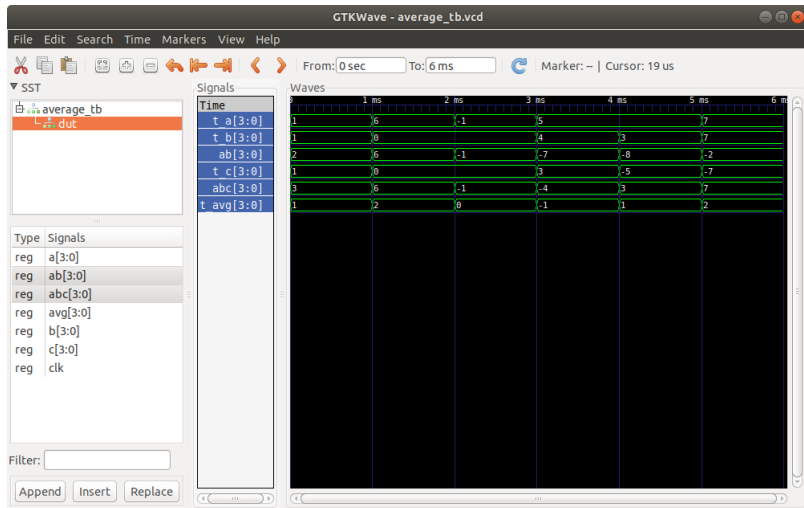 GTKWave - average_tb.vcd
File Edit Search Time Markers View Help
From: 0 sec To: 6 ms Marker: -- | Cursor: 19 us
SST
average_tb
dut
Type Signals
reg a[3:0]
reg ab[3:0]
reg abc[3:0]
reg avg[3:0]
reg b[3:0]
reg c[3:0]
reg clk
Filter:
Append Insert Replace
Signals
Time
t_a[3:0]
t_b[3:0]
ab[3:0]
t_c[3:0]
abc[3:0]
t_avg[3:0]
Waves
1 ms 2 ms 3 ms 4 ms 5 ms
1 6 -1 5 7
1 0 4 3 7
2 6 -1 -7 -8 -2
1 0 3 -5 -7
3 6 -1 -4 3 7
1 2 0 -1 1 2